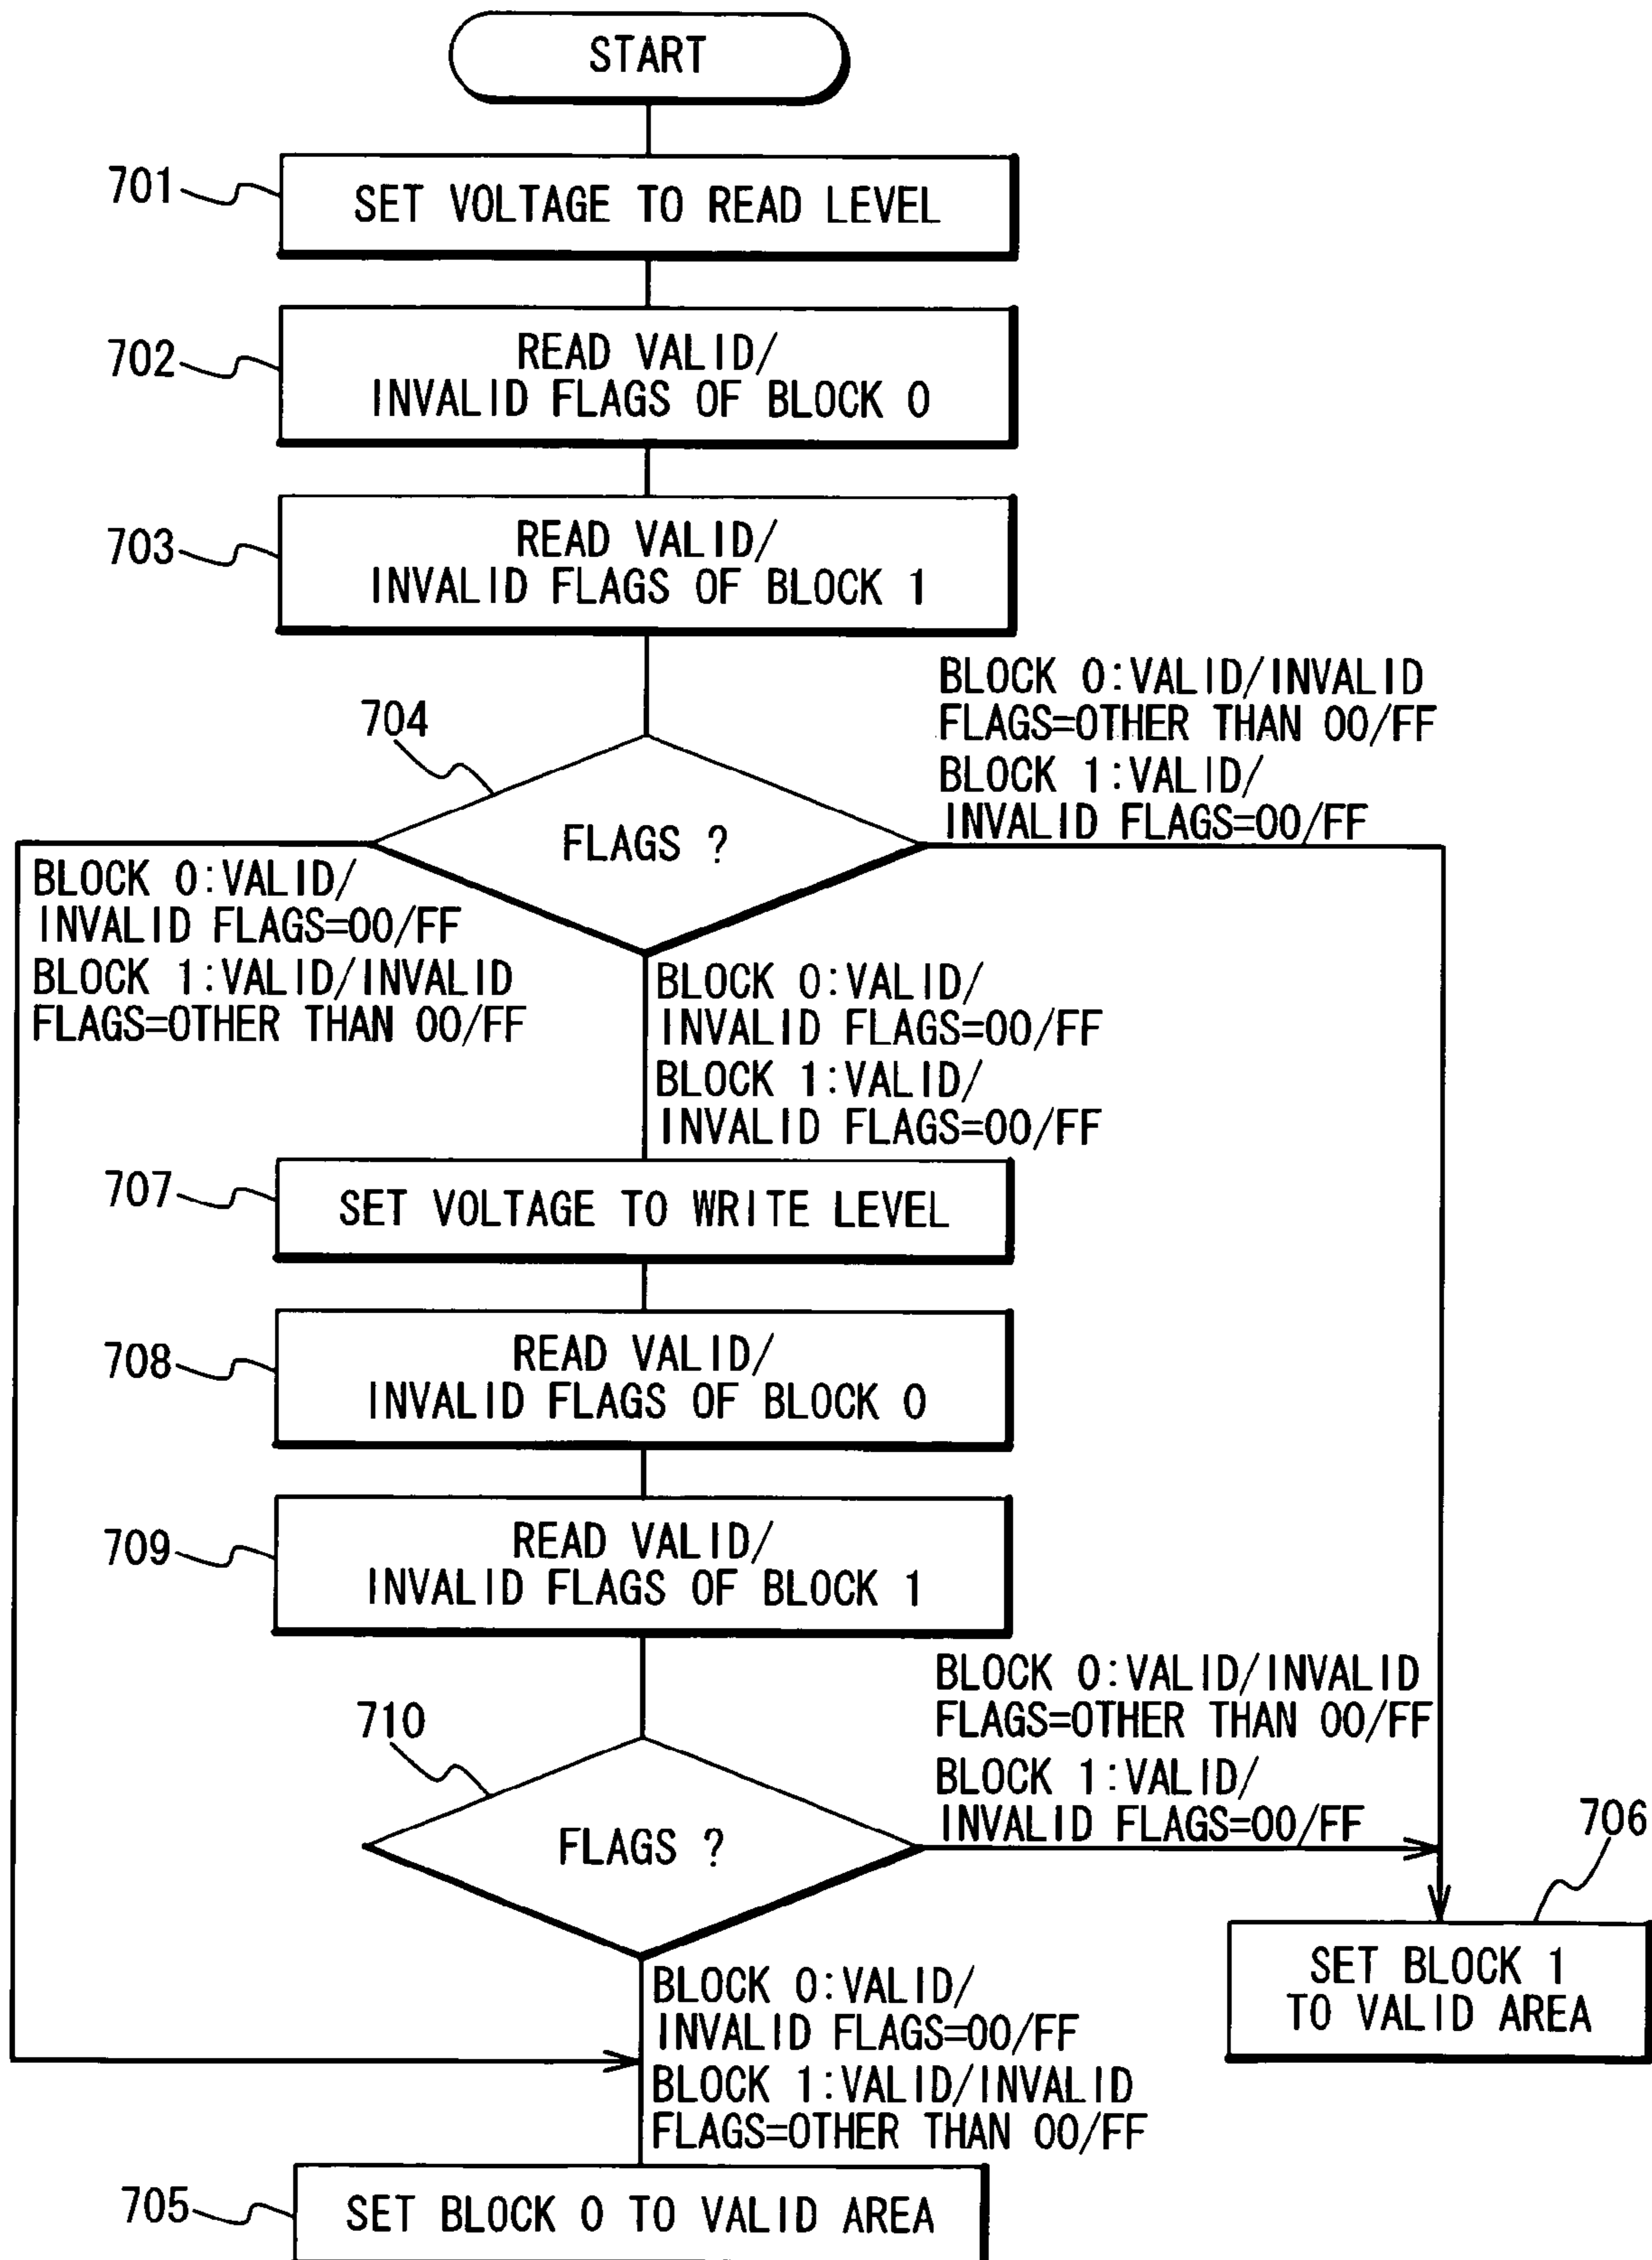 START
701
SET VOLTAGE TO READ LEVEL
702
READ VALID/
INVALID FLAGS OF BLOCK 0
703
READ VALID/
INVALID FLAGS OF BLOCK 1
704
FLAGS ?
BLOCK 0:VALID/INVALID
FLAGS=OTHER THAN 00/FF
BLOCK 1:VALID/
INVALID FLAGS=00/FF
BLOCK 0:VALID/
INVALID FLAGS=00/FF
BLOCK 1:VALID/INVALID
FLAGS=OTHER THAN 00/FF
BLOCK 0:VALID/
INVALID FLAGS=00/FF
BLOCK 1:VALID/
INVALID FLAGS=00/FF
707
SET VOLTAGE TO WRITE LEVEL
708
READ VALID/
INVALID FLAGS OF BLOCK 0
709
READ VALID/
INVALID FLAGS OF BLOCK 1
710
FLAGS ?
BLOCK 0:VALID/INVALID
FLAGS=OTHER THAN 00/FF
BLOCK 1:VALID/
INVALID FLAGS=00/FF
706
SET BLOCK 1
TO VALID AREA
BLOCK 0:VALID/
INVALID FLAGS=00/FF
BLOCK 1:VALID/INVALID
FLAGS=OTHER THAN 00/FF
705
SET BLOCK 0 TO VALID AREA